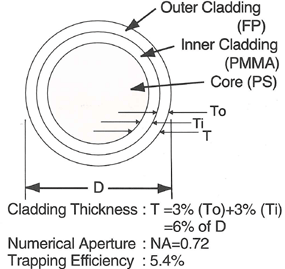 Outer Cladding
(FP)
Inner Cladding
(PMMA)
Core (PS)
To
Ti
T
D
Cladding Thickness : T =3% (To)+3% (Ti)
=6% of D
Numerical Aperture : NA=0.72
Trapping Efficiency : 5.4%